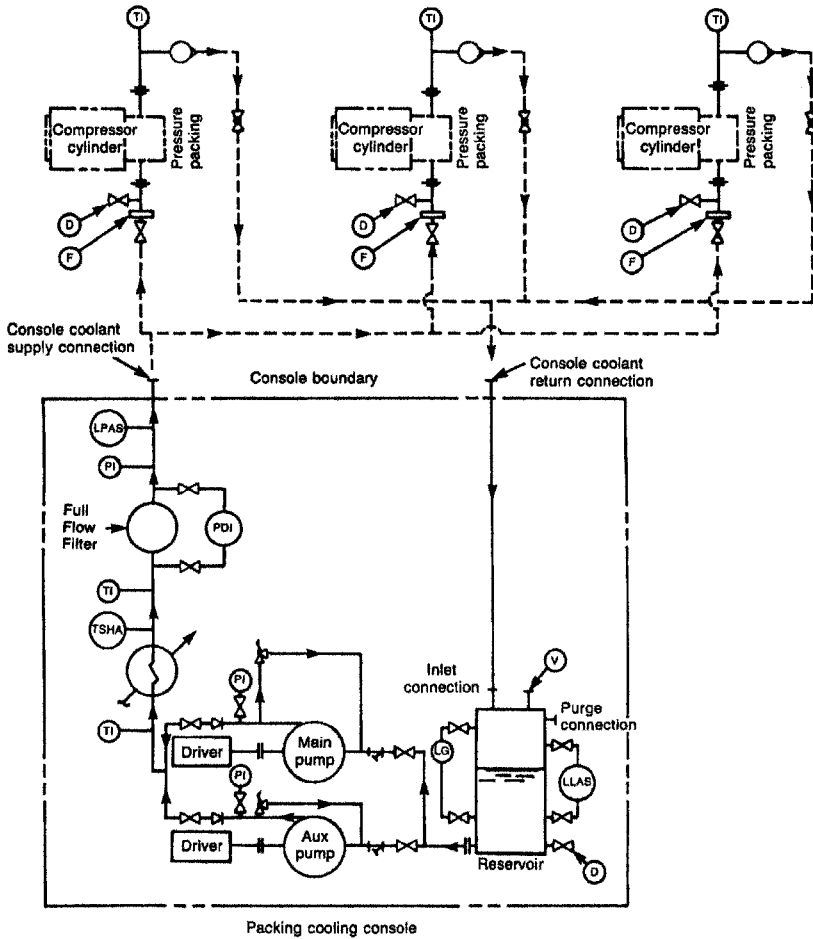 TI
TI
TI
Compressor
cylinder
Pressure
packing
Compressor
cylinder
Pressure
packing
Compressor
cylinder
Pressure
packing
D
F
D
F
D
F
Console coolant
supply connection
Console boundary
Console coolant
return connection
LPAS
PI
Full
Flow
Filter
PDI
TI
TSHA
TI
PI
Driver
Main
pump
PI
Driver
Aux
pump
Inlet
connection
V
Purge
connection
LG
LLAS
Reservoir
D
Packing cooling console